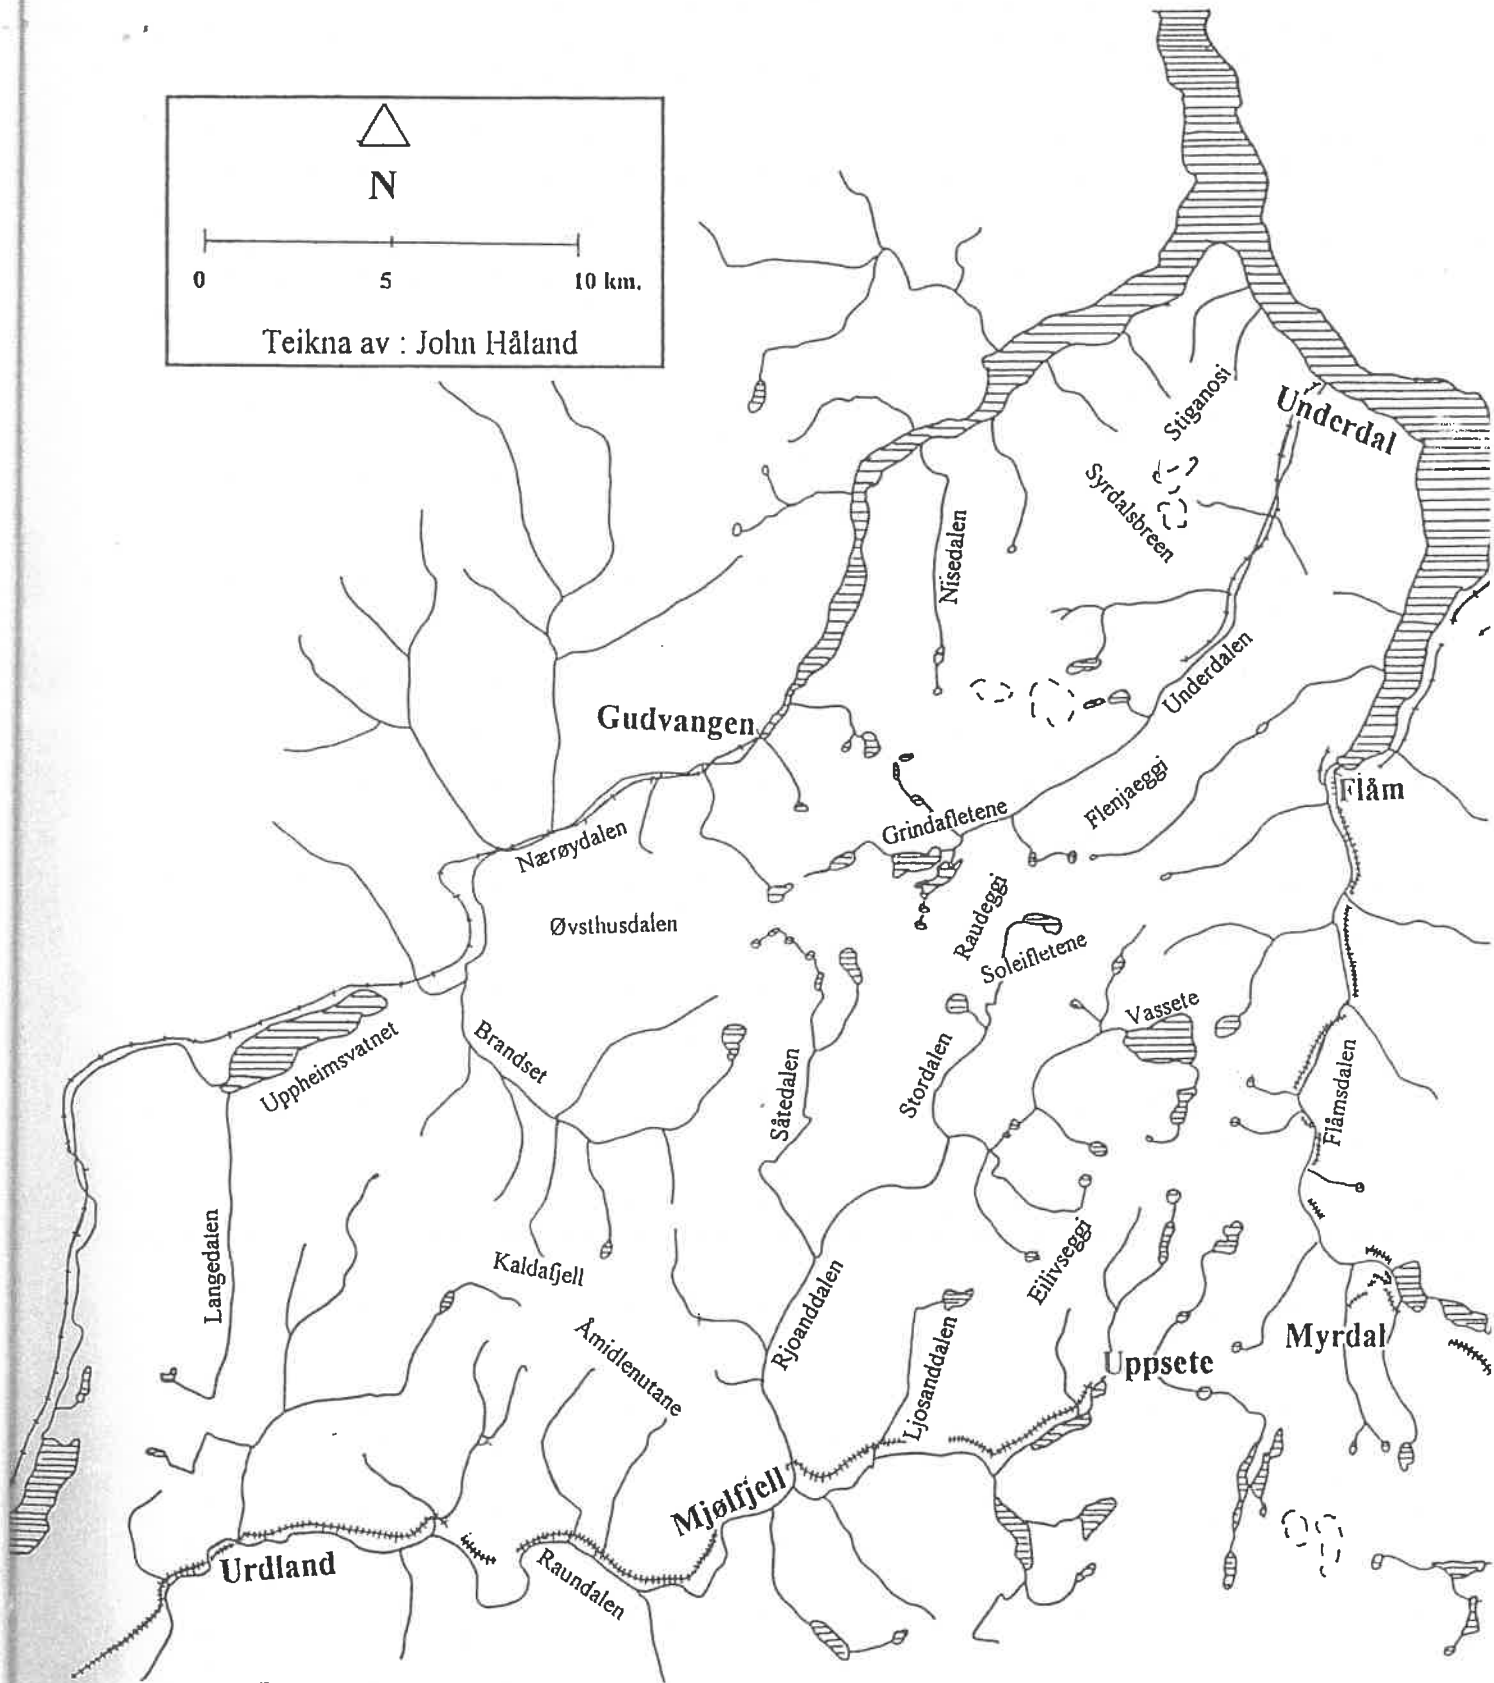 N
0 5 10 km.
Teikna av : John Håland
Stiganosi
Underdal
Syrdalsbreen
Nisedalen
Underdalen
Gudvangen
Flenjaeggi
Flåm
Grindafletene
Nærøydalen
Raudeggi
Øvsthusdalen
Soleifletene
Vassete
Brandset
Uppheimsvatnet
Såtedalen
Stordalen
Flåmsdalen
Langedalen
Kaldafjell
Eilivseggi
Rjoanddalen
Åmidlenutane
Ljosanddalen
Myrdal
Uppsete
Mjølfjell
Urdland
Raundalen